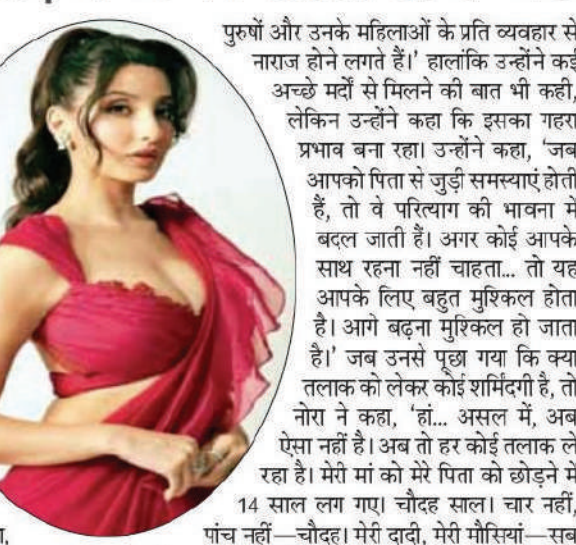 पुरुषों और उनके महिलाओं के प्रति व्यवहार से
नाराज होने लगते हैं।’ हालांकि उन्होंने कई
अच्छे मर्दों से मिलने की बात भी कही,
लेकिन उन्होंने कहा कि इसका गहरा
प्रभाव बना रहा। उन्होंने कहा, ‘जब
आपको पिता से जुड़ी समस्याएं होती
हैं, तो वे परित्याग की भावना में
बदल जाती हैं। अगर कोई आपके
साथ रहना नहीं चाहता... तो यह
आपके लिए बहुत मुश्किल होता
है। आगे बढ़ना मुश्किल हो जाता
है।’ जब उनसे पूछा गया कि क्या
तलाक को लेकर कोई शर्मिंदगी है, तो
नोरा ने कहा, ‘हां... असल में, अब
ऐसा नहीं है। अब तो हर कोई तलाक ले
रहा है। मेरी मां को मेरे पिता को छोड़ने में
14 साल लग गए। चौदह साल। चार नहीं,
पांच नहीं—चौदह। मेरी दादी, मेरी मौसियां—सब